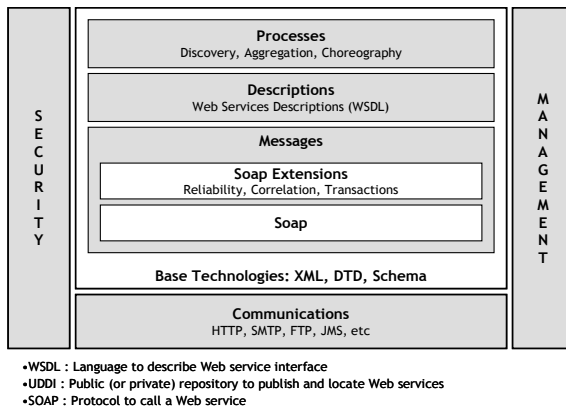 Processes
Discovery, Aggregation, Choreography
Descriptions
Web Services Descriptions (WSDL)
Messages
Soap Extensions
Reliability, Correlation, Transactions
Soap
Base Technologies: XML, DTD, Schema
Communications
HTTP, SMTP, FTP, JMS, etc
SECURITY
MANAGEMENT
•WSDL : Language to describe Web service interface
•UDDI : Public (or private) repository to publish and locate Web services
•SOAP : Protocol to call a Web service